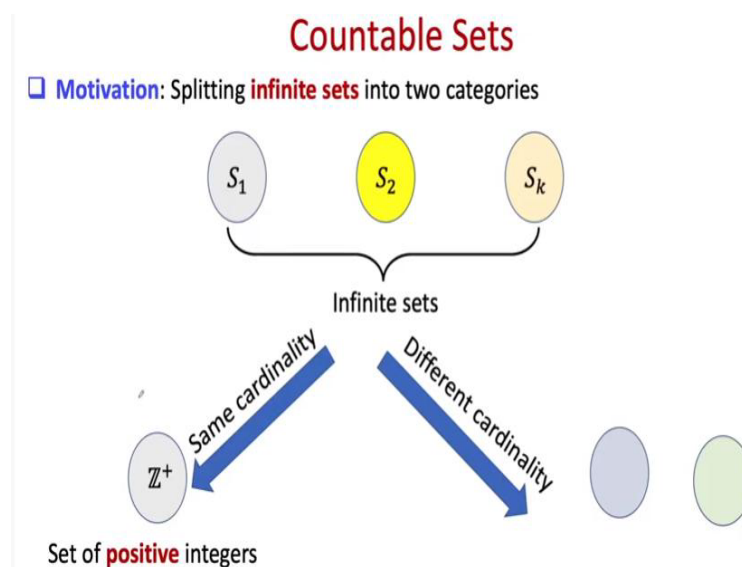 Countable Sets
Motivation: Splitting infinite sets into two categories
S₁ S₂ Sₖ
Infinite sets
Same cardinality
Different cardinality
ℤ⁺
Set of positive integers